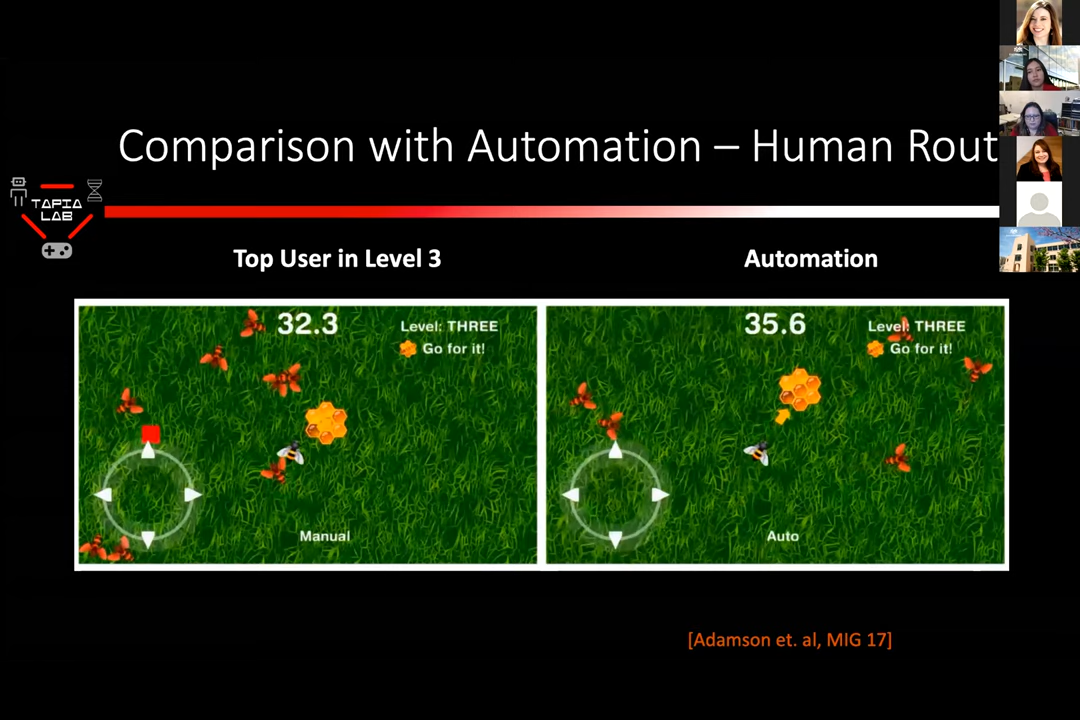 Comparison with Automation – Human Rout
TAPIA
LAB
Top User in Level 3
Automation
32.3
Level: THREE
Go for it!
Manual
35.6
Level: THREE
Go for it!
Auto
[Adamson et. al, MIG 17]